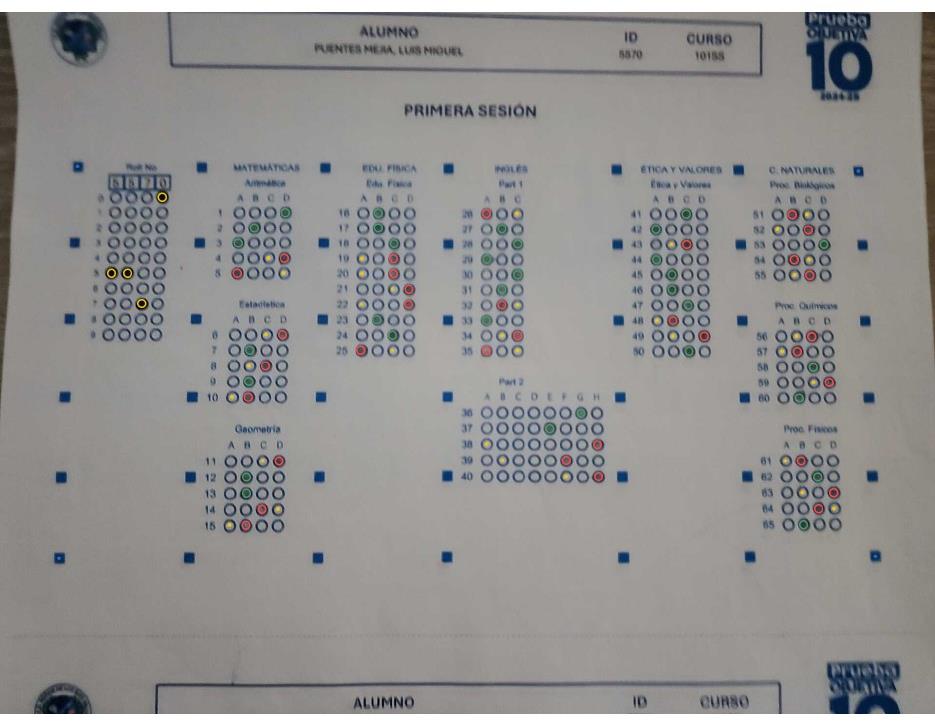 ALUMNO
PUENTES MEJIA, LUIS MIGUEL
ID
5570
CURSO
101SS
Prueba
OBJETIVA
10
2024-25
PRIMERA SESIÓN
Roll No
5 5 7 0
0
1
2
3
4
5
6
7
8
9
MATEMÁTICAS
Aritmética
A B C D
1
2
3
4
5
Estadística
A B C D
6
7
8
9
10
Geometría
A B C D
11
12
13
14
15
EDU. FÍSICA
Edu. Física
A B C D
16
17
18
19
20
21
22
23
24
25
INGLÉS
Part 1
A B C
26
27
28
29
30
31
32
33
34
35
Part 2
A B C D E F G H
36
37
38
39
40
ÉTICA Y VALORES
Ética y Valores
A B C D
41
42
43
44
45
46
47
48
49
50
C. NATURALES
Proc. Biológicos
A B C D
51
52
53
54
55
Proc. Químicos
A B C D
56
57
58
59
60
Proc. Físicos
A B C D
61
62
63
64
65
ALUMNO
ID
CURSO
Prueba
OBJETIVA
10